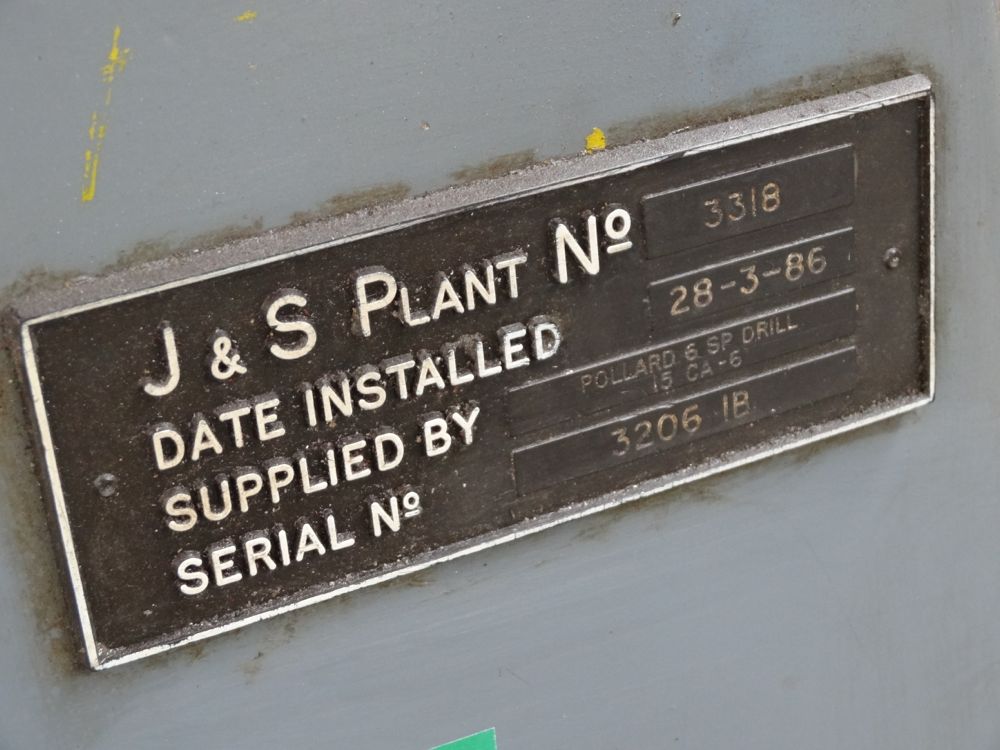 J & S PLANT Nº 3318
DATE INSTALLED 28-3-86
SUPPLIED BY POLLARD 6 SP DRILL
15 CA-6
SERIAL Nº 3206 1B